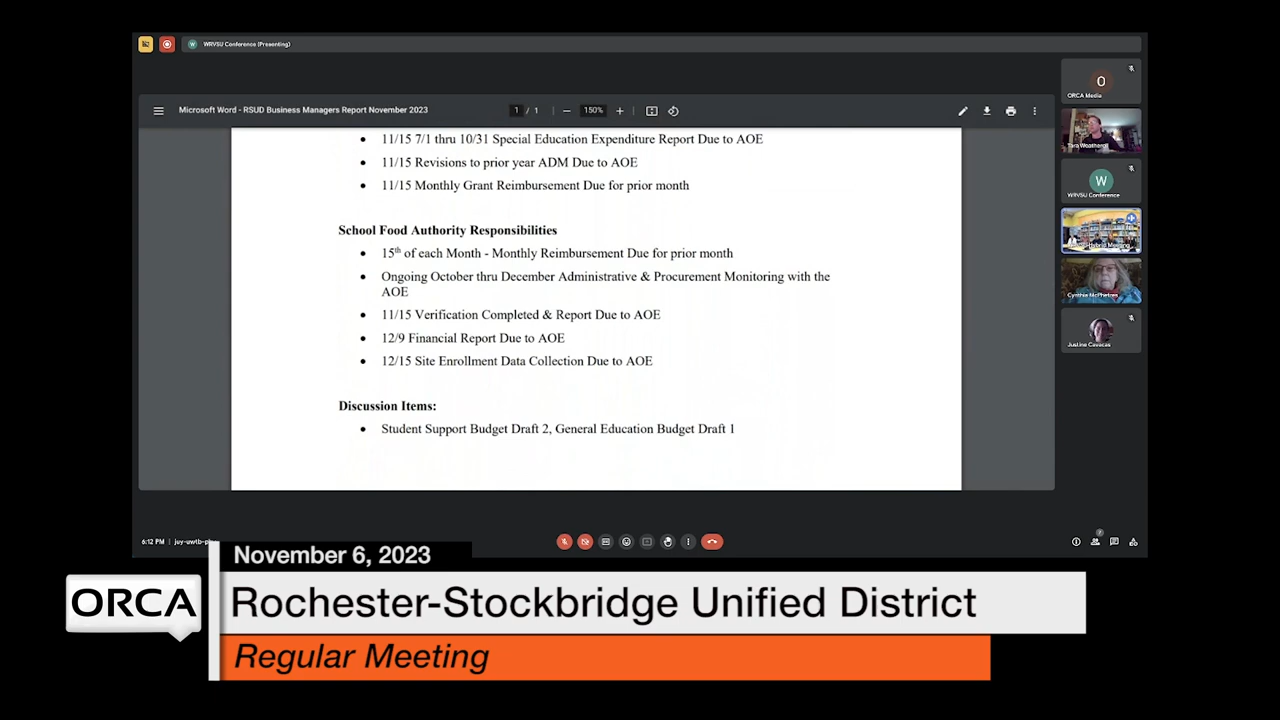 WRVSU Conference (Presenting)
Microsoft Word - RSUD Business Managers Report November 2023
1 / 1
150%
11/15 7/1 thru 10/31 Special Education Expenditure Report Due to AOE
11/15 Revisions to prior year ADM Due to AOE
11/15 Monthly Grant Reimbursement Due for prior month
School Food Authority Responsibilities
15th of each Month - Monthly Reimbursement Due for prior month
Ongoing October thru December Administrative & Procurement Monitoring with the
AOE
11/15 Verification Completed & Report Due to AOE
12/9 Financial Report Due to AOE
12/15 Site Enrollment Data Collection Due to AOE
Discussion Items:
Student Support Budget Draft 2, General Education Budget Draft 1
O
ORCA Media
Tara Weatherell
W
WRVSU Conference
Hybrid Meeting
Cynthia McPhetres
Justine Cavacas
6:12 PM
November 6, 2023
ORCA
Rochester-Stockbridge Unified District
Regular Meeting